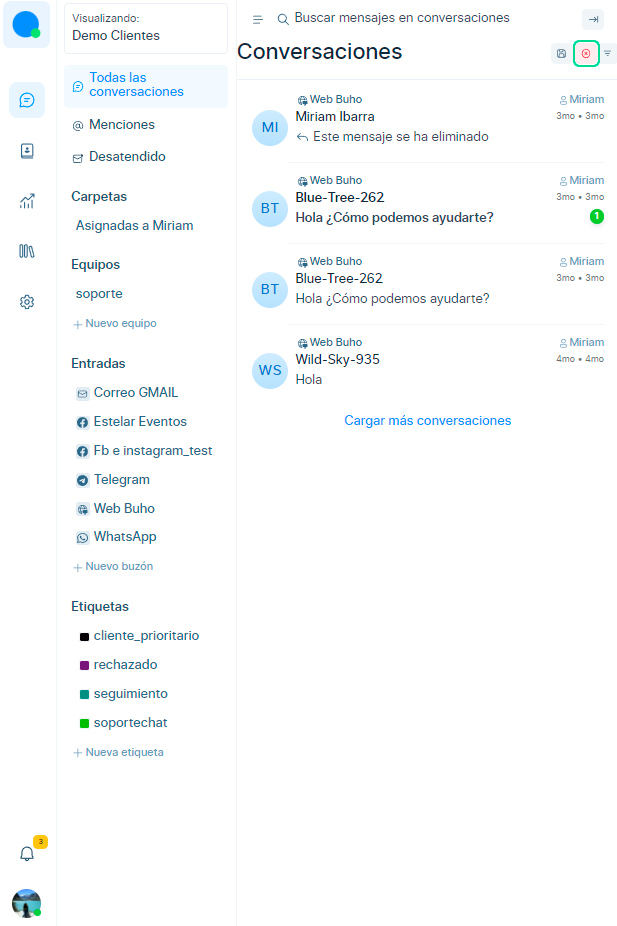 Visualizando:
Demo Clientes
Todas las
conversaciones
@ Menciones
Desatendido
Carpetas
Asignadas a Miriam
Equipos
soporte
+ Nuevo equipo
Entradas
Correo GMAIL
Estelar Eventos
Fb e instagram_test
Telegram
Web Buho
WhatsApp
+ Nuevo buzón
Etiquetas
cliente_prioritario
rechazado
seguimiento
soportechat
+ Nueva etiqueta
3
Buscar mensajes en conversaciones
Conversaciones
Web Buho Miriam
MI Miriam Ibarra 3mo • 3mo
Este mensaje se ha eliminado
Web Buho Miriam
BT Blue-Tree-262 3mo • 3mo
Hola ¿Cómo podemos ayudarte? 1
Web Buho Miriam
BT Blue-Tree-262 3mo • 3mo
Hola ¿Cómo podemos ayudarte?
Web Buho Miriam
WS Wild-Sky-935 4mo • 4mo
Hola
Cargar más conversaciones